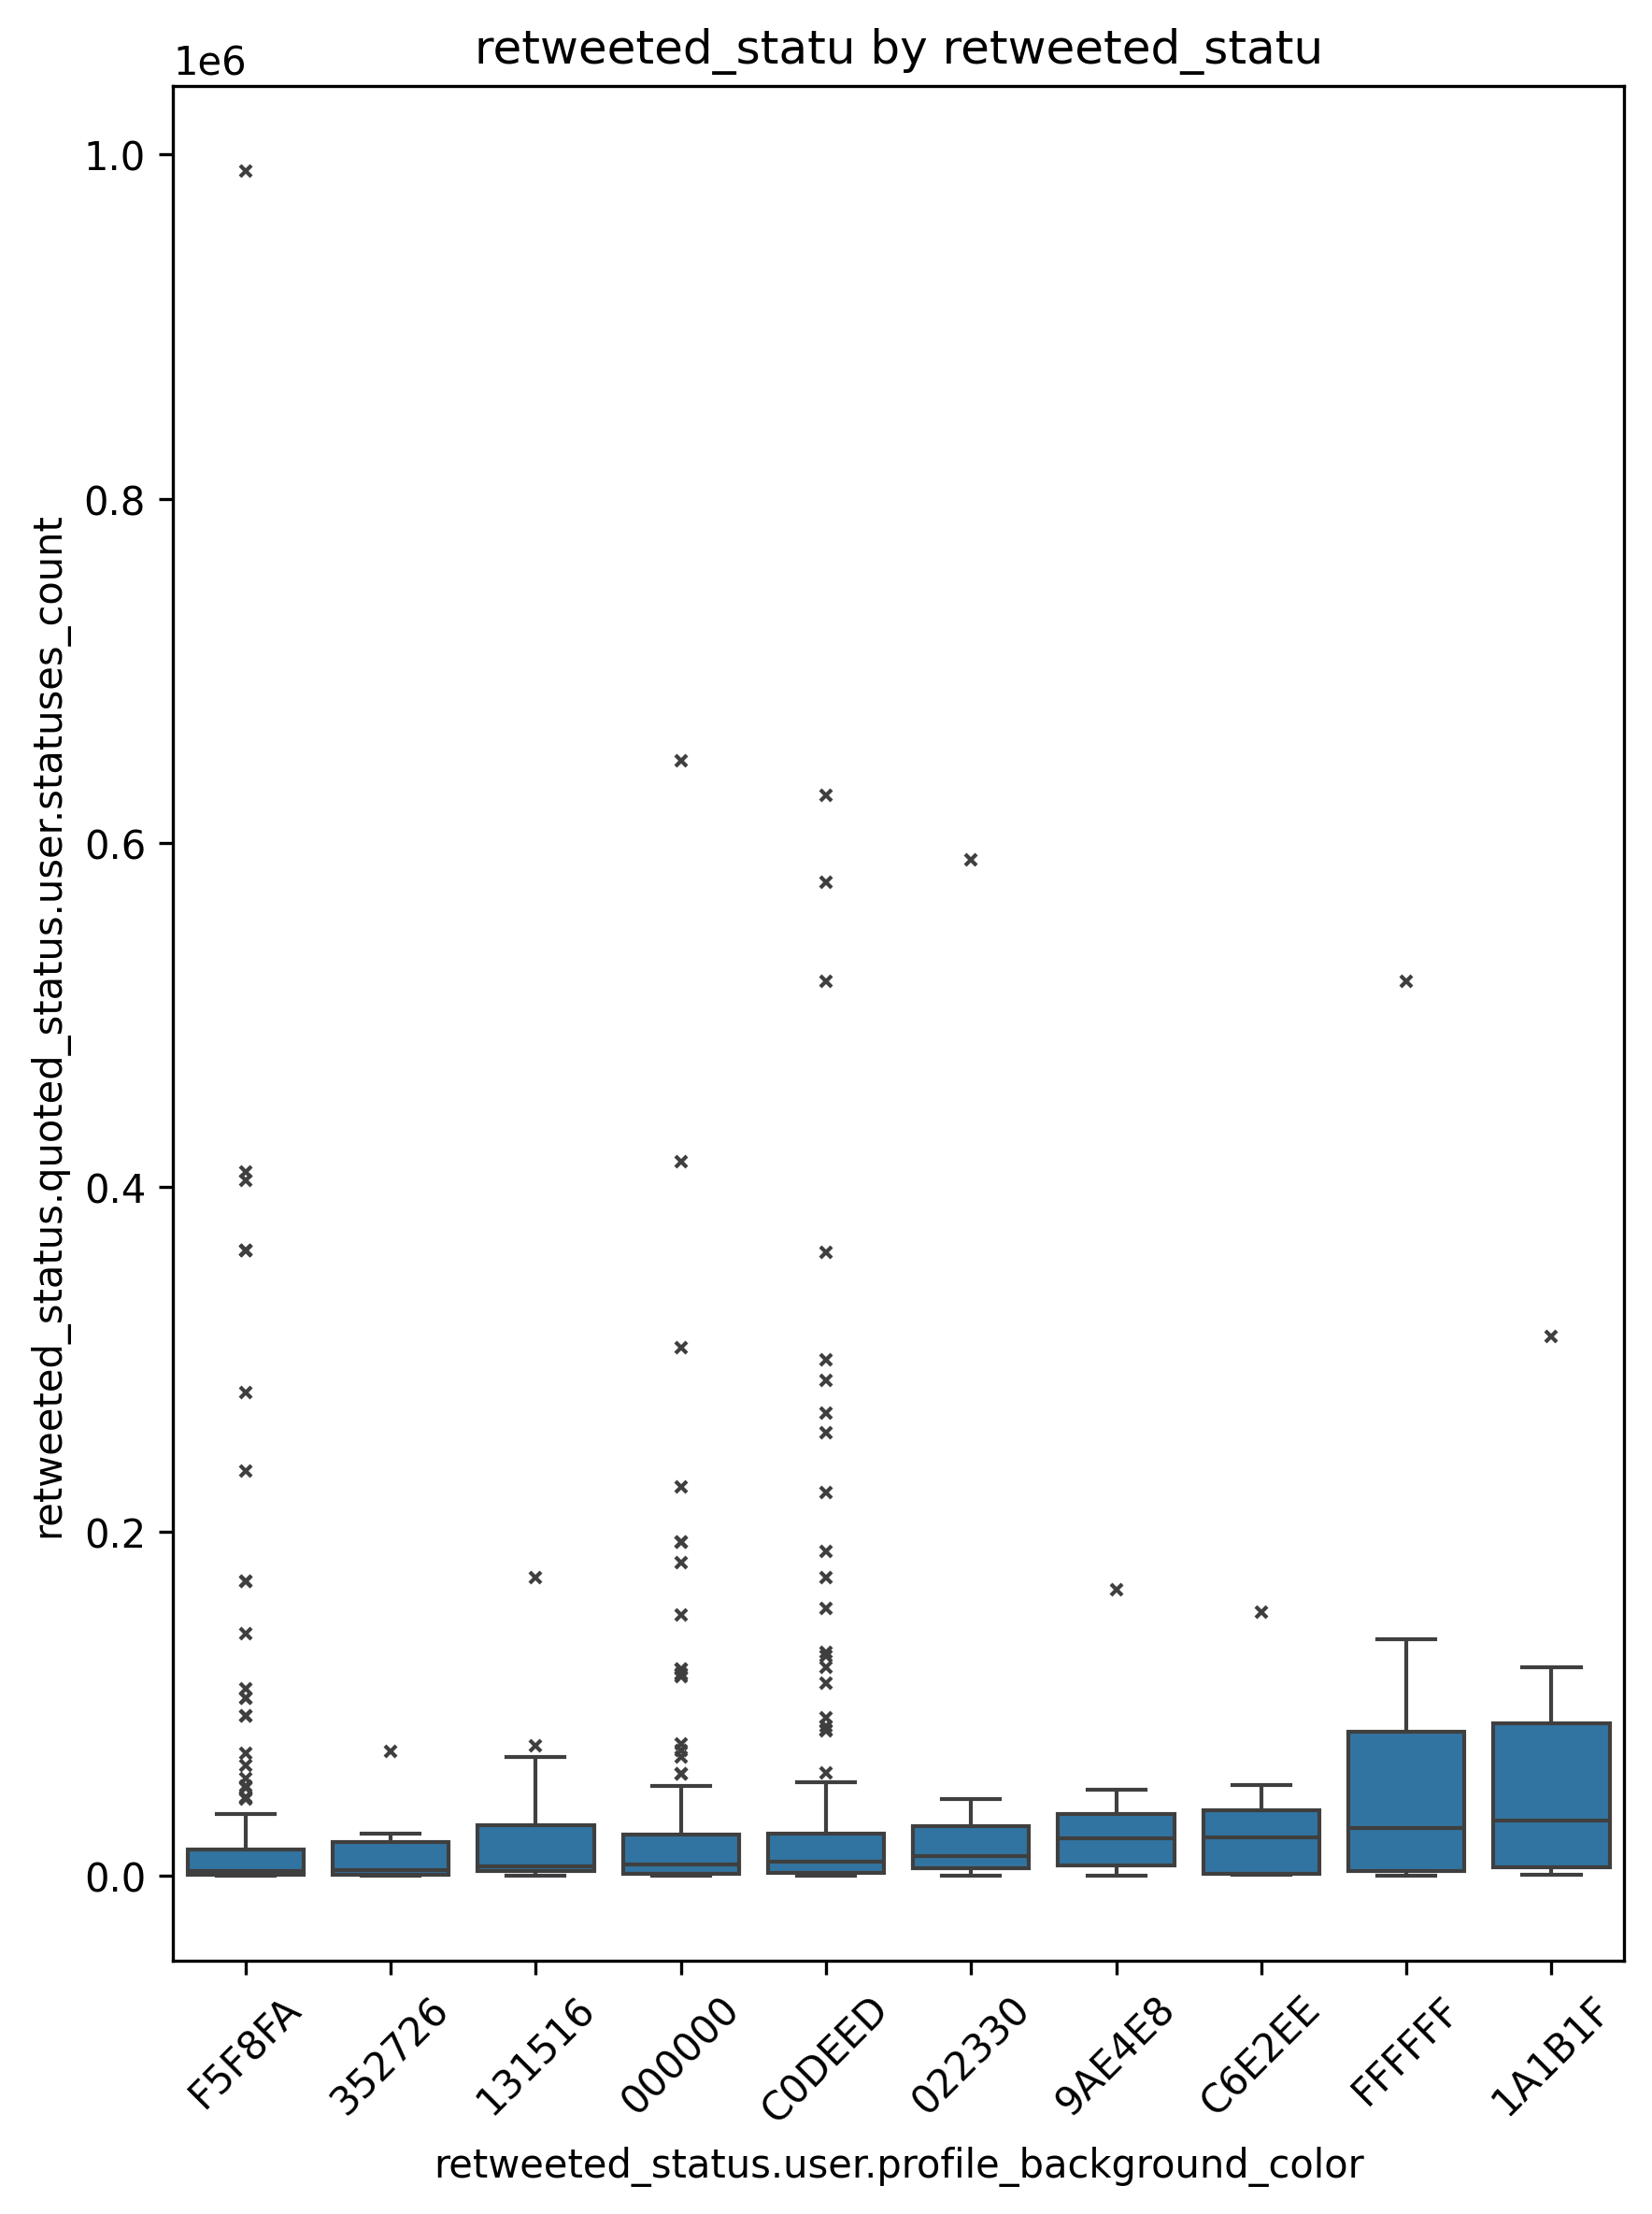 retweeted_statu by retweeted_statu
1e6
1.0
0.8
0.6
0.4
0.2
0.0
retweeted_status.quoted_status.user.statuses_count
F5F8FA
352726
131516
000000
C0DEED
022330
9AE4E8
C6E2EE
FFFFFF
1A1B1F
retweeted_status.user.profile_background_color